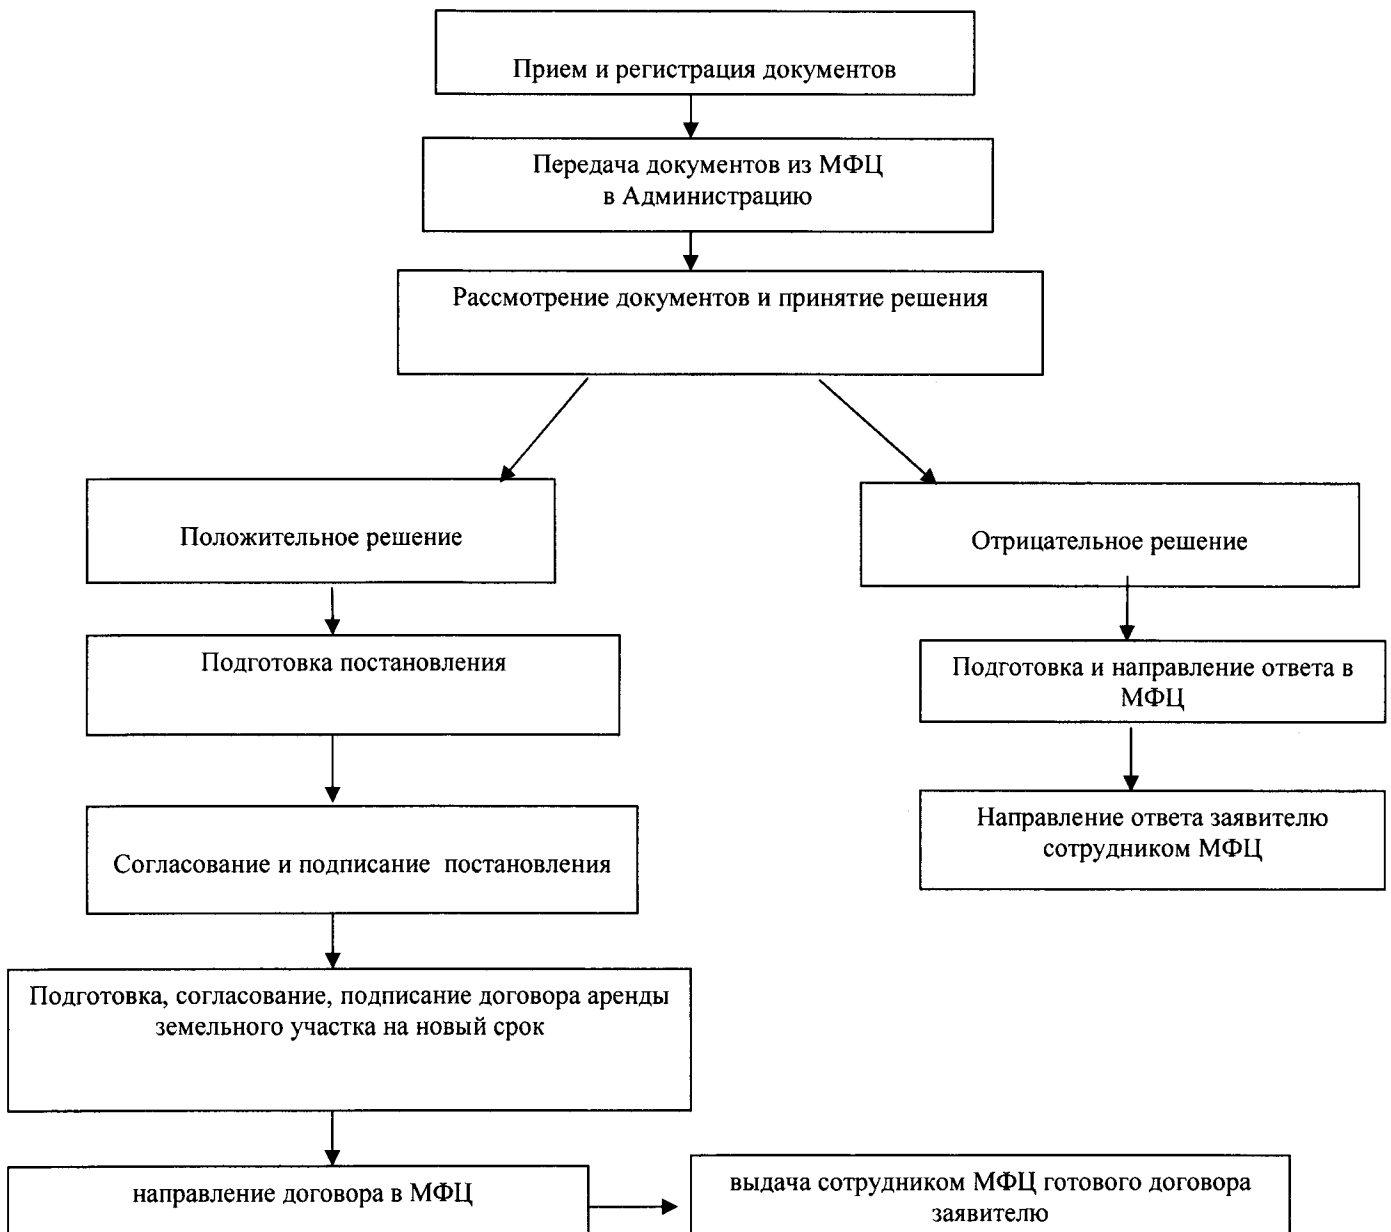 Прием и регистрация документов
Передача документов из МФЦ
в Администрацию
Рассмотрение документов и принятие решения
Положительное решение
Отрицательное решение
Подготовка постановления
Подготовка и направление ответа в
МФЦ
Согласование и подписание постановления
Направление ответа заявителю
сотрудником МФЦ
Подготовка, согласование, подписание договора аренды
земельного участка на новый срок
направление договора в МФЦ
выдача сотрудником МФЦ готового договора
заявителю